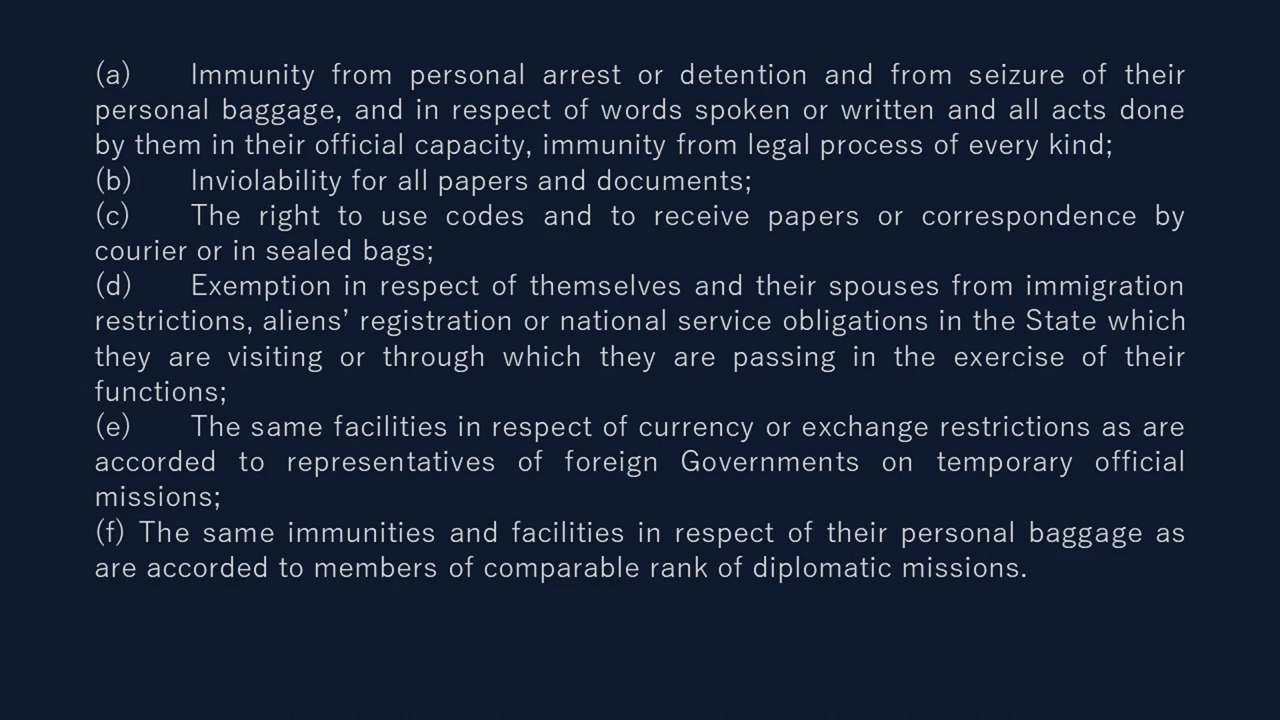 (a) Immunity from personal arrest or detention and from seizure of their
personal baggage, and in respect of words spoken or written and all acts done
by them in their official capacity, immunity from legal process of every kind;
(b) Inviolability for all papers and documents;
(c) The right to use codes and to receive papers or correspondence by
courier or in sealed bags;
(d) Exemption in respect of themselves and their spouses from immigration
restrictions, aliens’ registration or national service obligations in the State which
they are visiting or through which they are passing in the exercise of their
functions;
(e) The same facilities in respect of currency or exchange restrictions as are
accorded to representatives of foreign Governments on temporary official
missions;
(f) The same immunities and facilities in respect of their personal baggage as
are accorded to members of comparable rank of diplomatic missions.